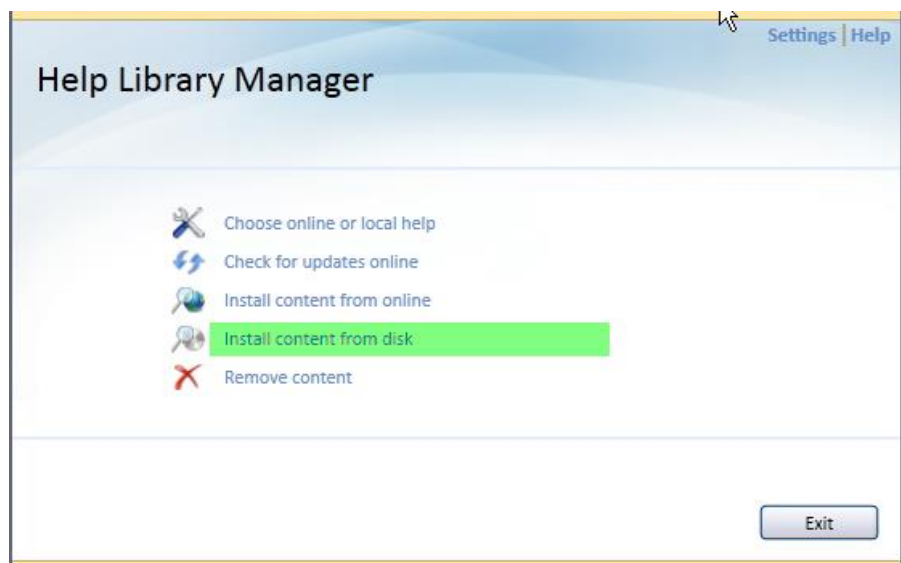 Settings | Help
Help Library Manager
Choose online or local help
Check for updates online
Install content from online
Install content from disk
Remove content
Exit